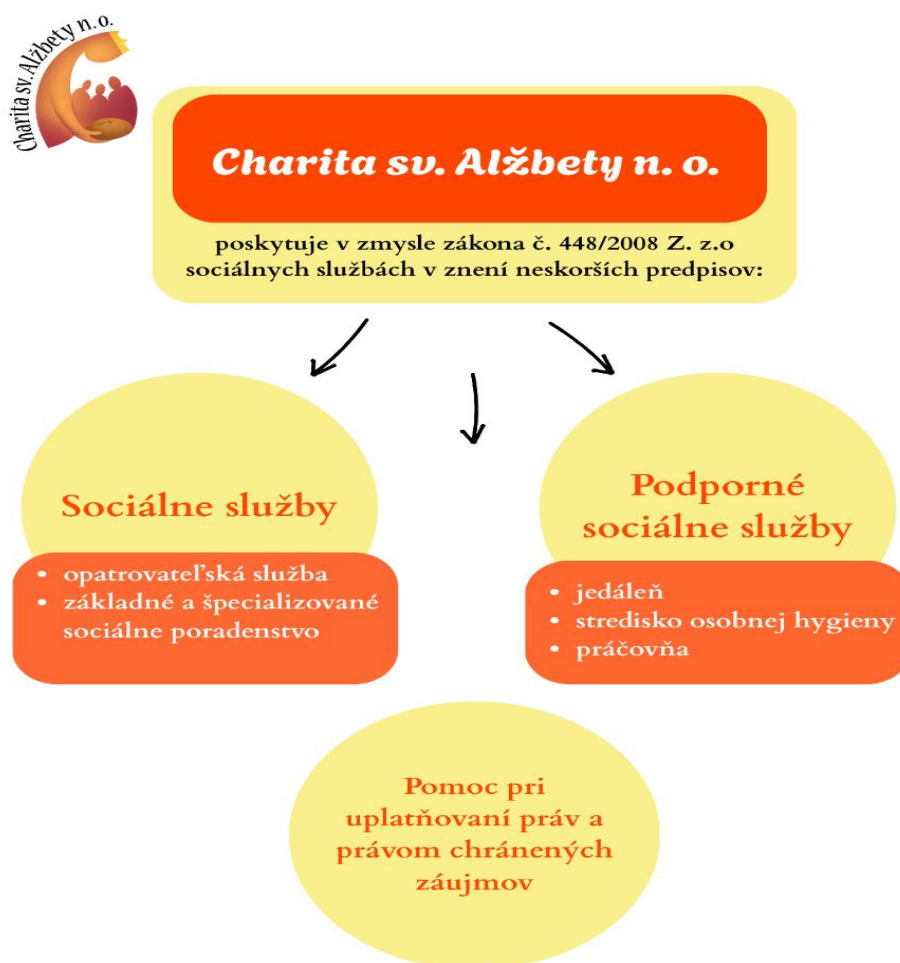 Charita sv. Alžbety n. o.
Charita sv. Alžbety n. o.
poskytuje v zmysle zákona č. 448/2008 Z. z.o
sociálnych službách v znení neskorších predpisov:
Sociálne služby
• opatrovateľská služba
• základné a špecializované
sociálne poradenstvo
Podporné
sociálne služby
• jedáleň
• stredisko osobnej hygieny
• práčovňa
Pomoc pri
uplatňovaní práv a
právom chránených
záujmov